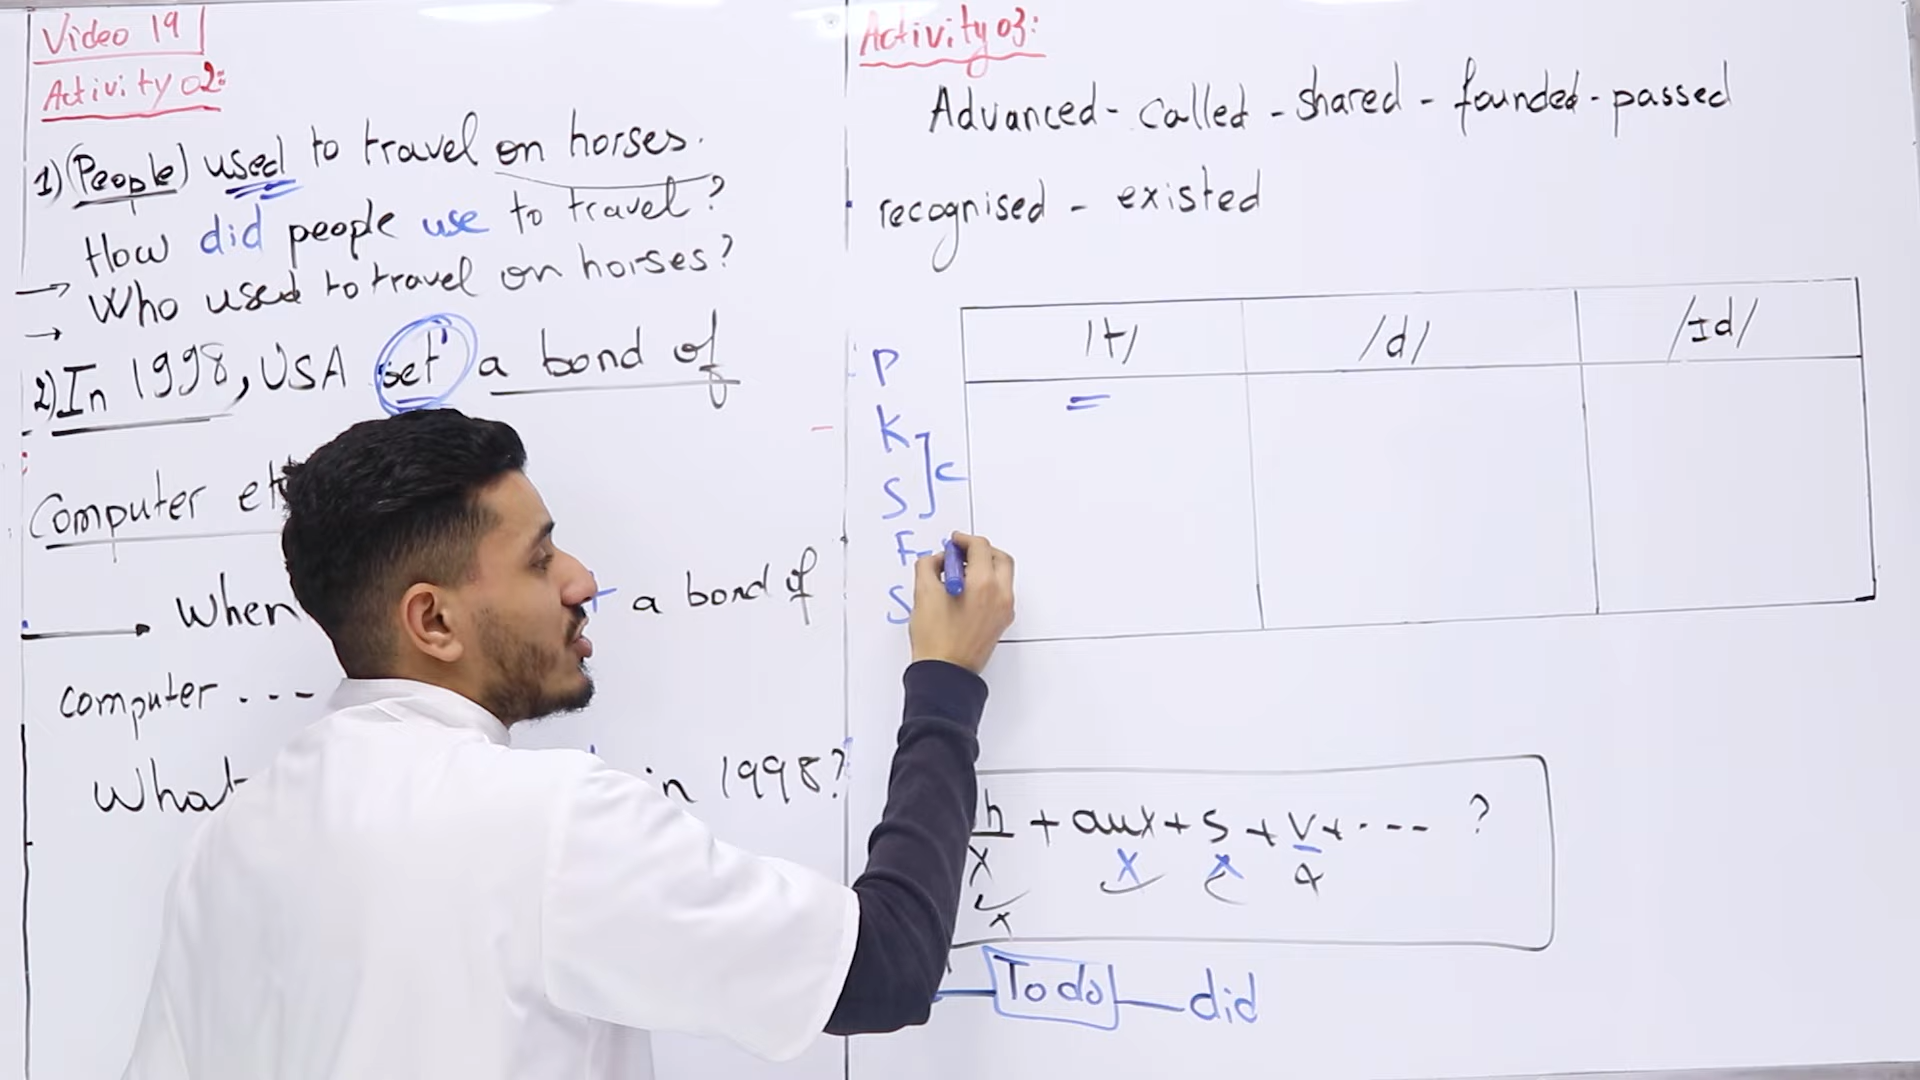 Video 19
Activity 02:
1) (People) used to travel on horses.
How did people use to travel?
→ Who used to travel on horses?
→
2) In 1998, USA set a bond of
Computer et
→ When a bond of
computer ...
What in 1998?
Activity 03:
Advanced - called - shared - founded - passed
recognised - existed
/t/ /d/ /ɪd/
P
K
S ] C
F
S
h + aux + S + V + .... ?
x x x
x
To do — did